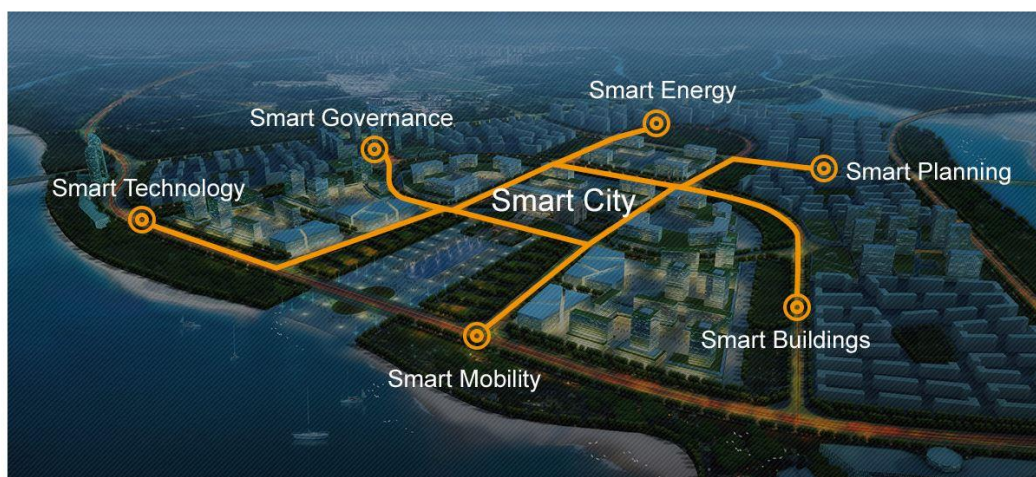 Smart Energy
Smart Governance
Smart Planning
Smart Technology
Smart City
Smart Buildings
Smart Mobility